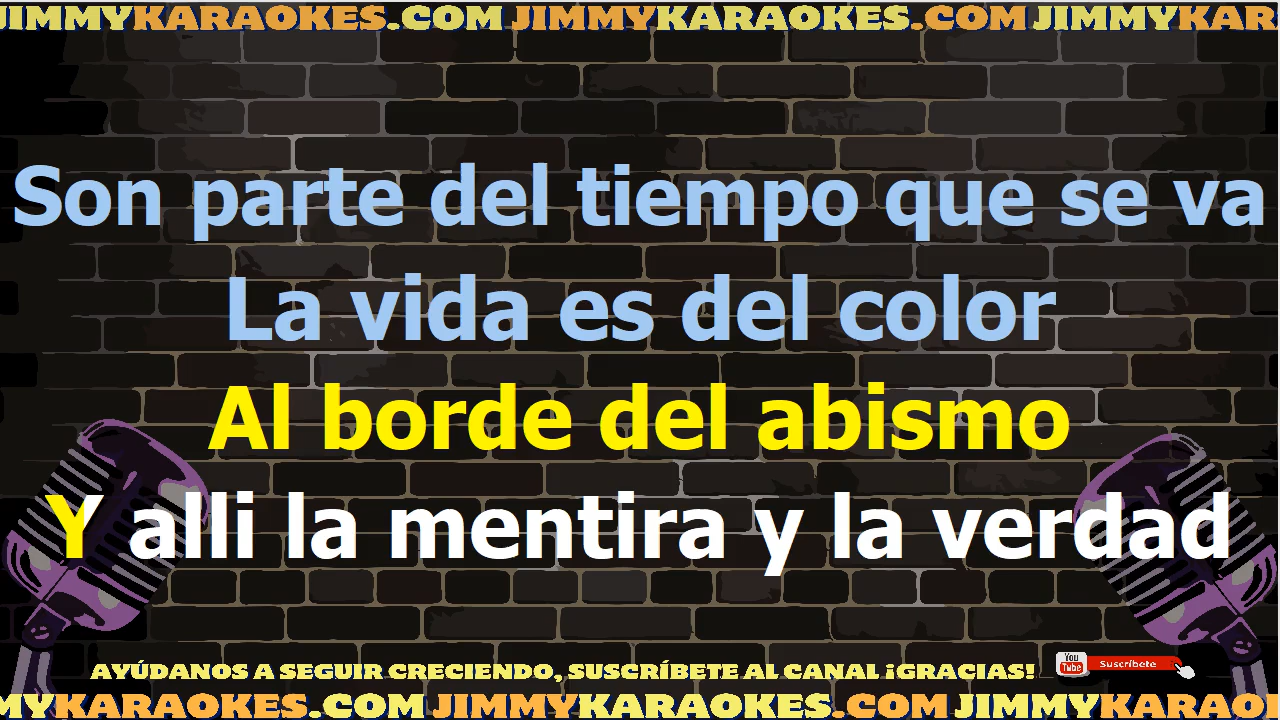 JIMMYKARAOKES.COM JIMMYKARAOKES.COM JIMMYKAR
Son parte del tiempo que se va
La vida es del color
Al borde del abismo
Y alli la mentira y la verdad
AYÚDANOS A SEGUIR CRECIENDO, SUSCRÍBETE AL CANAL ¡GRACIAS! You Tube Suscríbete
MYKARAOKES.COM JIMMYKARAOKES.COM JIMMYKARAO